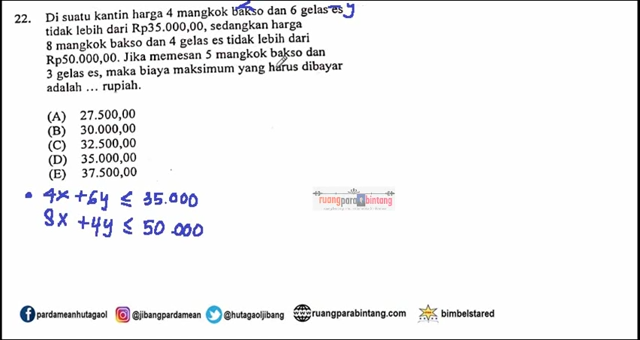 22. Di suatu kantin harga 4 mangkok bakso dan 6 gelas es y
tidak lebih dari Rp35.000,00, sedangkan harga
8 mangkok bakso dan 4 gelas es tidak lebih dari
Rp50.000,00. Jika memesan 5 mangkok bakso dan
3 gelas es, maka biaya maksimum yang harus dibayar
adalah … rupiah.
(A) 27.500,00
(B) 30.000,00
(C) 32.500,00
(D) 35.000,00
(E) 37.500,00
• 4x + 6y ≤ 35.000
8x + 4y ≤ 50.000
ruangparabintang
pardameanhutagaol @jibangpardamean @hutagaoljibang ruangparabintang.com bimbelstared